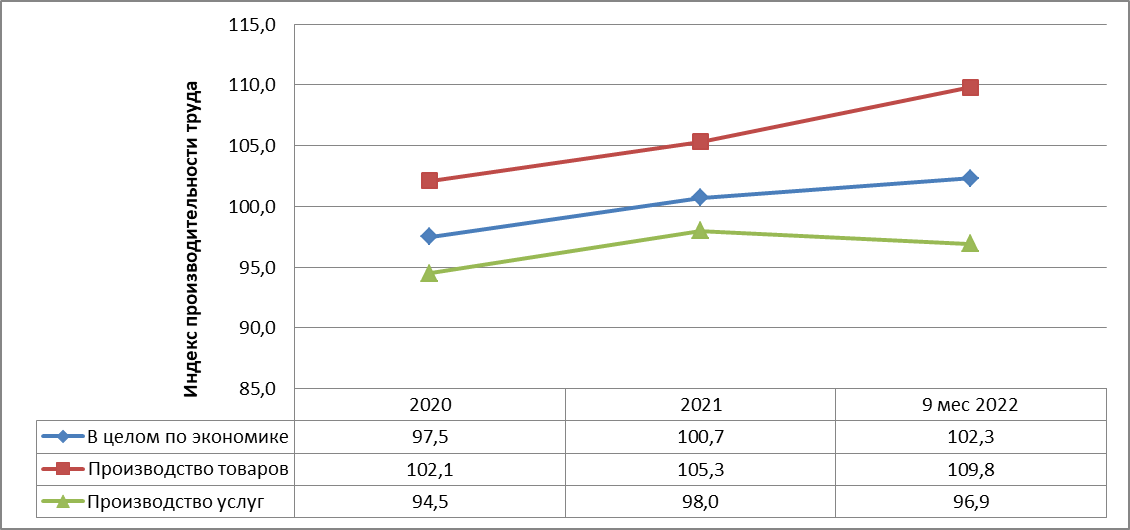 Индекс производительности труда
115,0
110,0
105,0
100,0
95,0
90,0
85,0
2020 2021 9 мес 2022
В целом по экономике 97,5 100,7 102,3
Производство товаров 102,1 105,3 109,8
Производство услуг 94,5 98,0 96,9